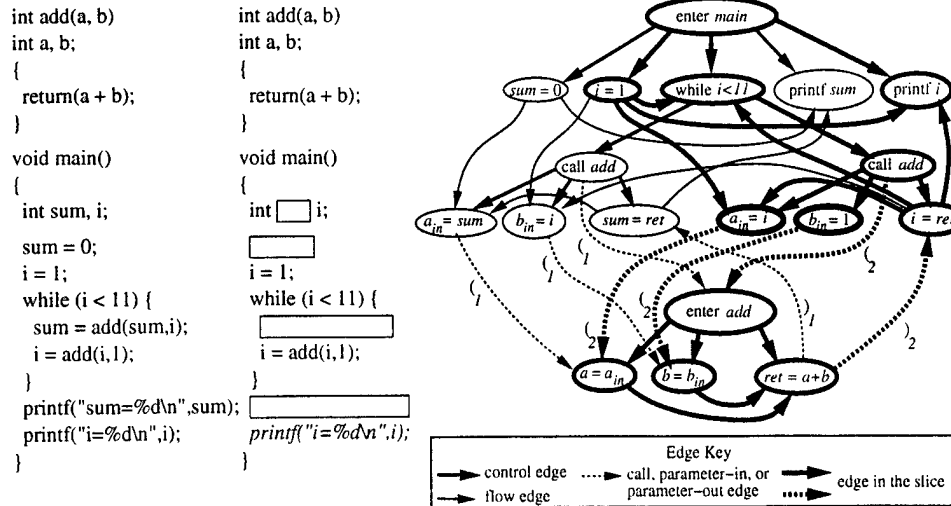 int add(a, b)
int a, b;
{
return(a + b);
}
void main()
{
int sum, i;
sum = 0;
i = 1;
while (i < 11) {
sum = add(sum,i);
i = add(i,1);
}
printf("sum=%d\n",sum);
printf("i=%d\n",i);
}
int add(a, b)
int a, b;
{
return(a + b);
}
void main()
{
int i;
i = 1;
while (i < 11) {
i = add(i,1);
}
printf("i=%d\n",i);
}
enter main
sum = 0
i = 1
while i<11
printf sum
printf i
call add
call add
a_in = sum
b_in = i
sum = ret
a_in = i
b_in = 1
i = ret
(1
(1
(1
(2
(2
(2
)1
)2
enter add
a = a_in
b = b_in
ret = a+b
Edge Key
control edge
call, parameter-in, or
parameter-out edge
edge in the slice
flow edge